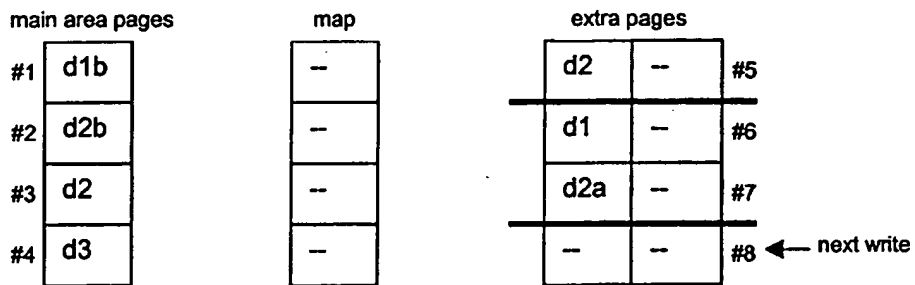 main area pages map extra pages
#1 d1b -- d2 -- #5
#2 d2b -- d1 -- #6
#3 d2 -- d2a -- #7
#4 d3 -- -- -- #8 next write